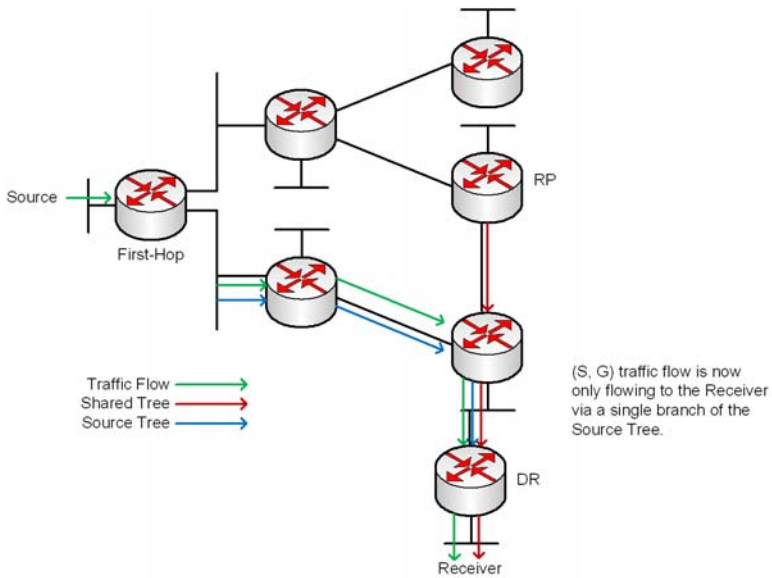 RP
Source
First-Hop
Traffic Flow
Shared Tree
Source Tree
(S, G) traffic flow is now
only flowing to the Receiver
via a single branch of the
Source Tree.
DR
Receiver